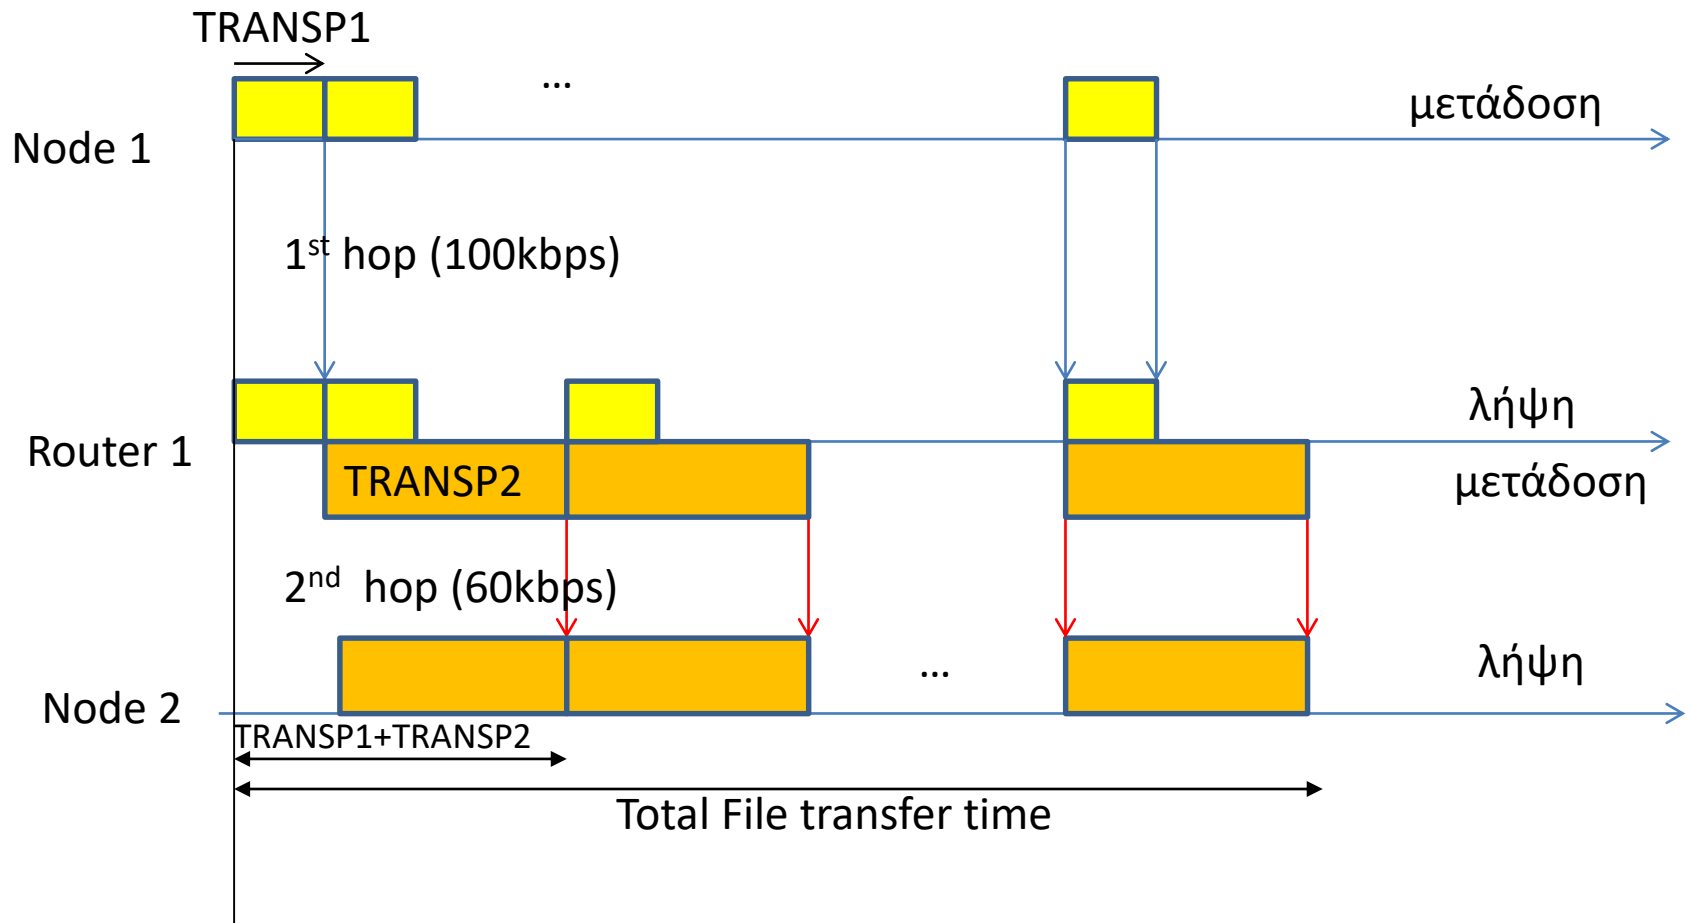 TRANSP1
...
μετάδοση
Node 1
1st hop (100kbps)
λήψη
Router 1
TRANSP2
μετάδοση
2nd hop (60kbps)
...
λήψη
Node 2
TRANSP1+TRANSP2
Total File transfer time